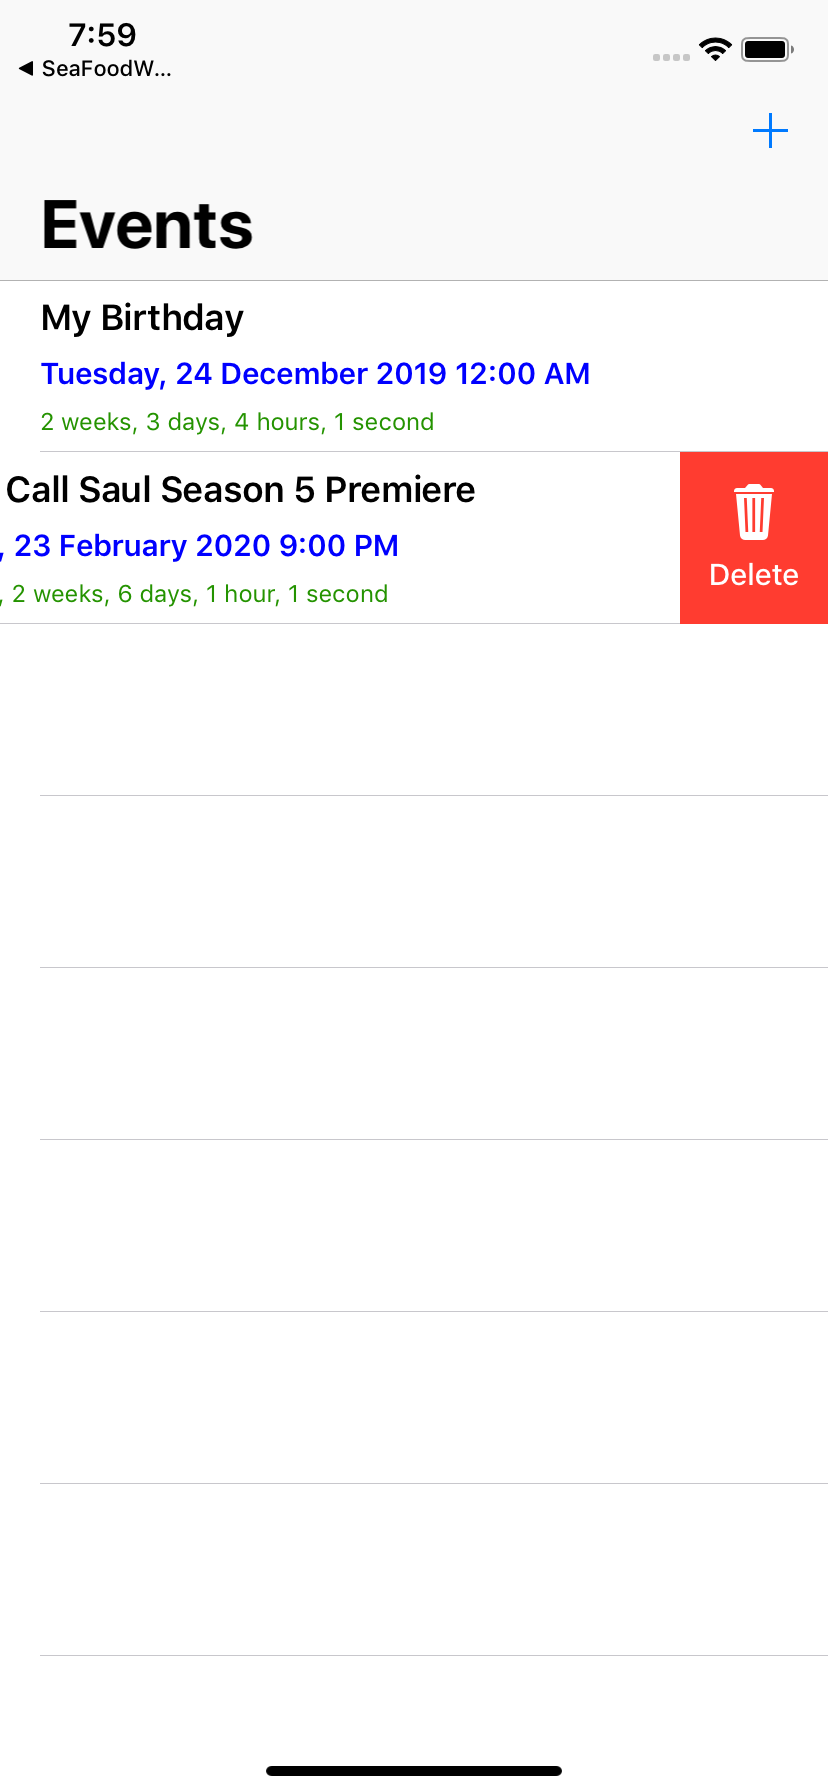 7:59
◀ SeaFoodW...
Events
My Birthday
Tuesday, 24 December 2019 12:00 AM
2 weeks, 3 days, 4 hours, 1 second
Call Saul Season 5 Premiere
, 23 February 2020 9:00 PM
, 2 weeks, 6 days, 1 hour, 1 second
Delete